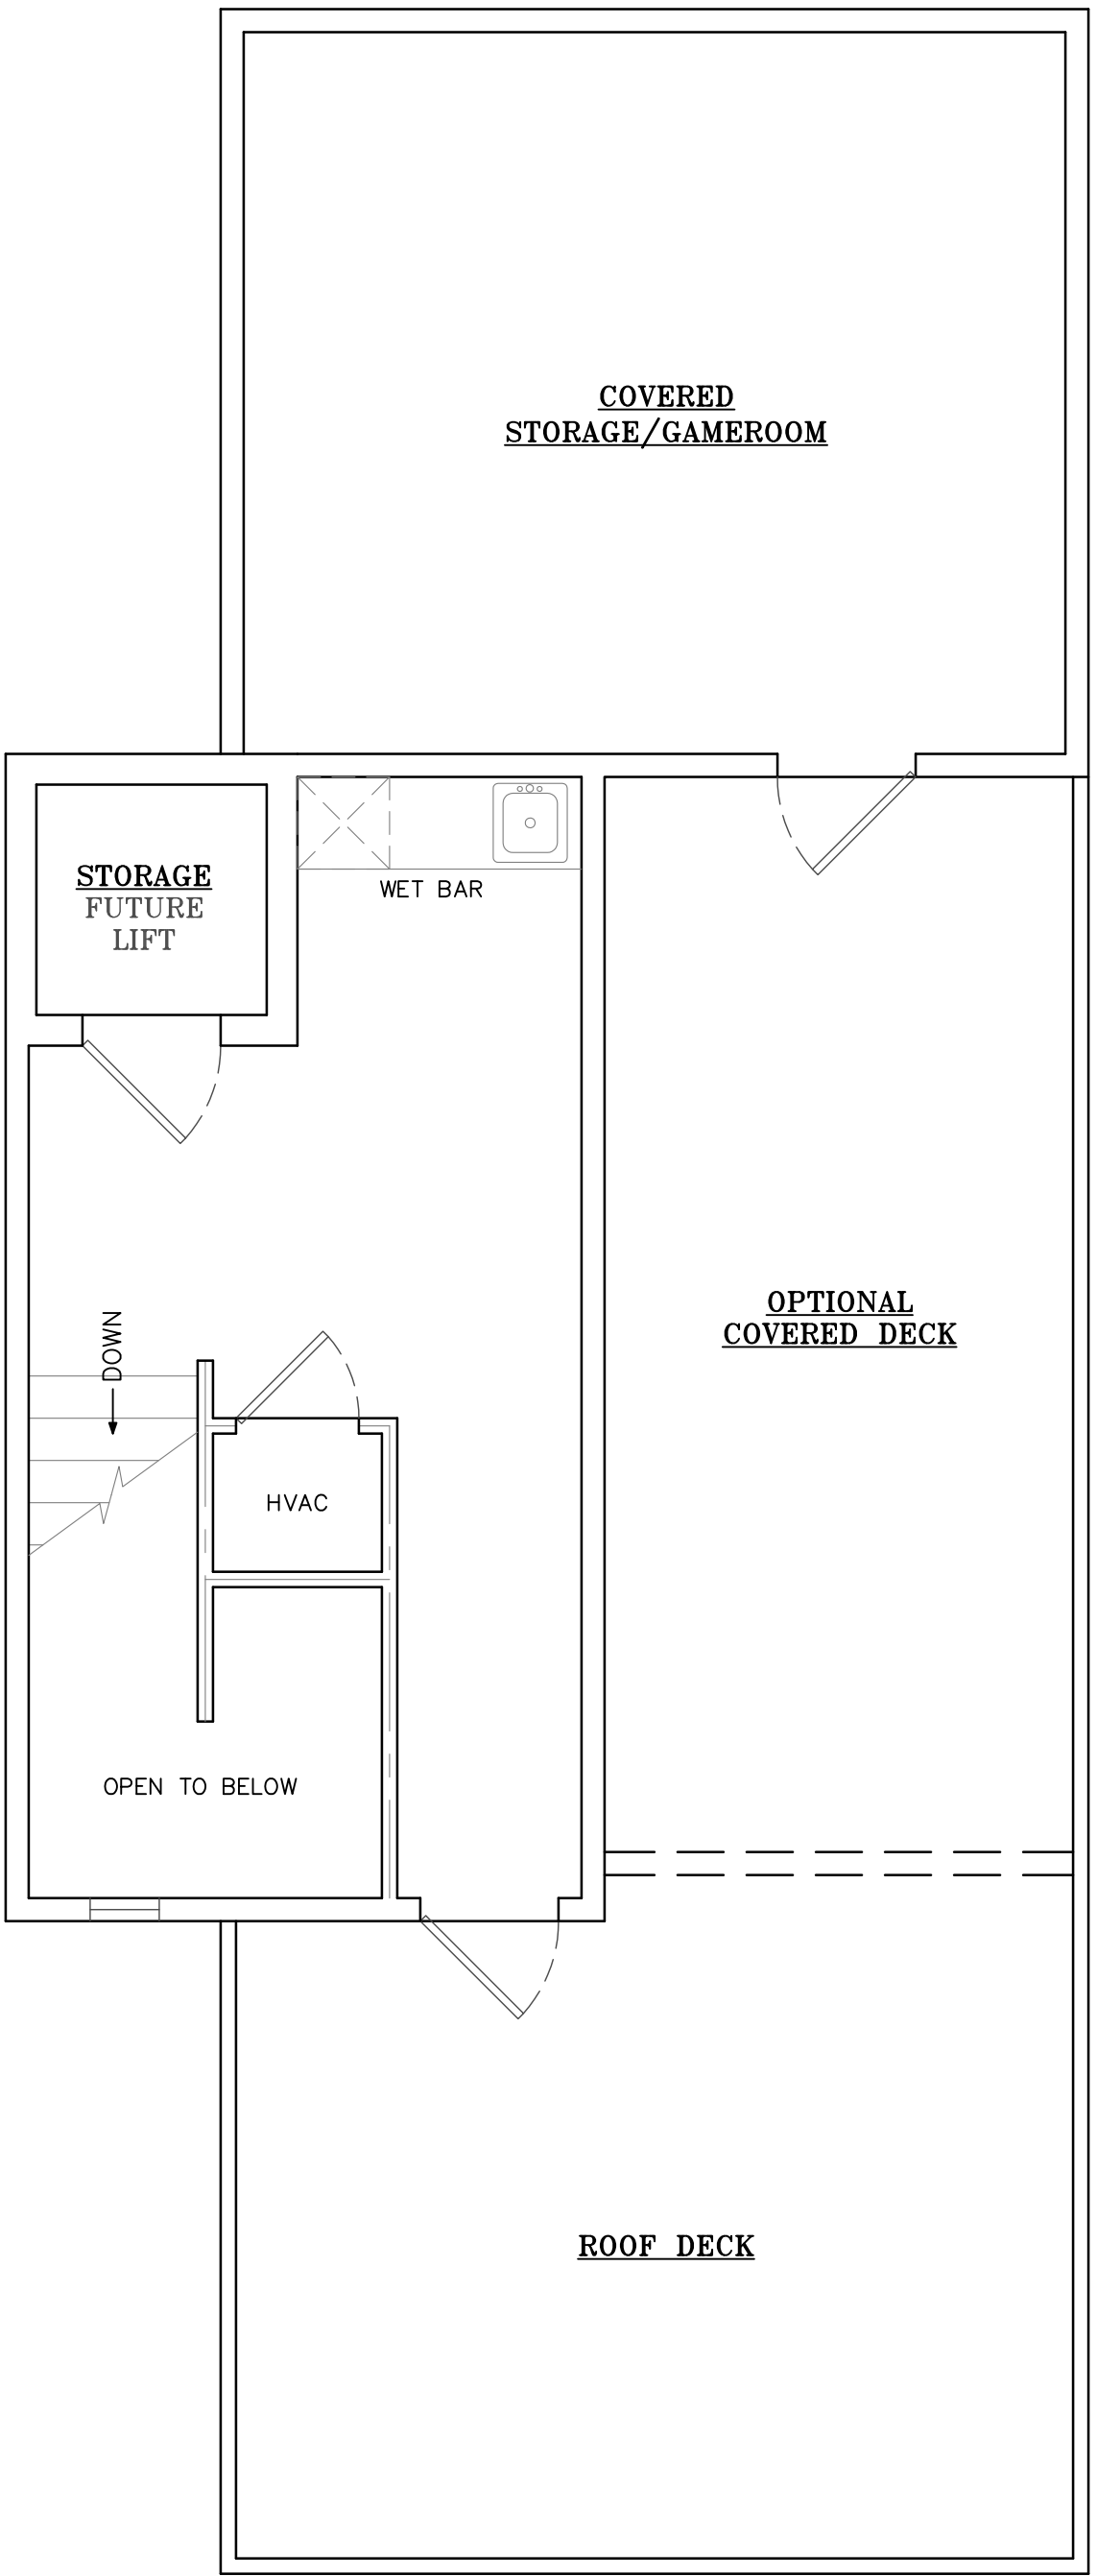 COVERED
STORAGE/GAMEROOM
STORAGE
FUTURE
LIFT
WET BAR
OPTIONAL
COVERED DECK
DOWN
HVAC
OPEN TO BELOW
ROOF DECK